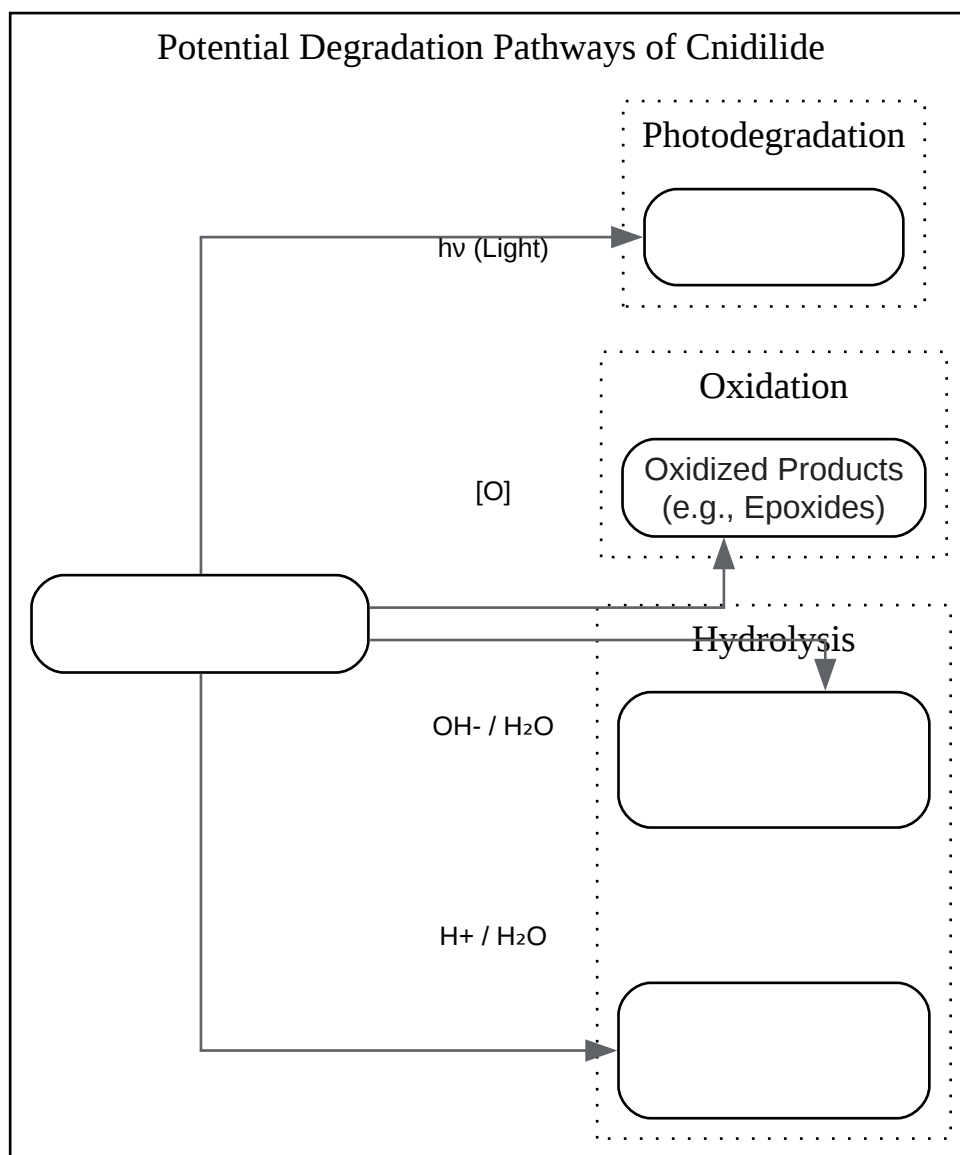 Potential Degradation Pathways of Cnidilide
Photodegradation
hν (Light)
Oxidation
Oxidized Products
(e.g., Epoxides)
[O]
Hydrolysis
OH- / H₂O
H+ / H₂O